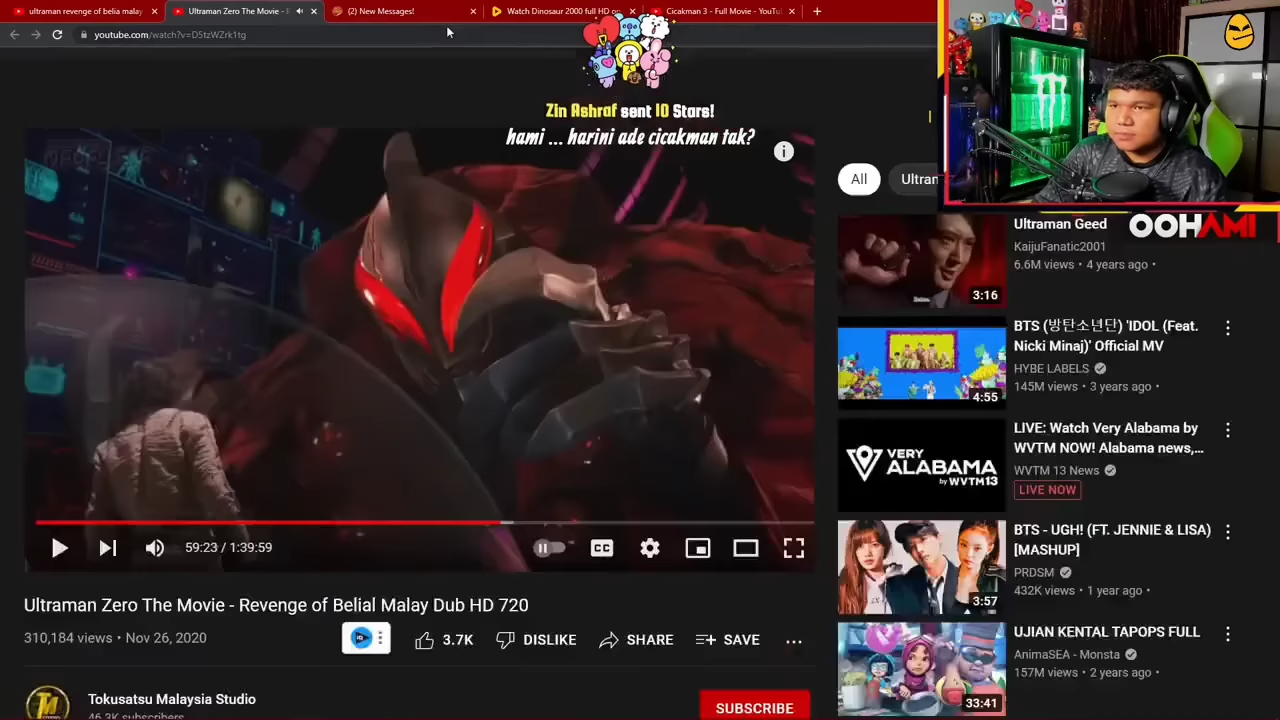 ultraman revenge of belia malay
Ultraman Zero The Movie - R
(2) New Messages!
Watch Dinosaur 2000 full HD on
Cicakman 3 - Full Movie - YouTu
youtube.com/watch?v=D5tzWZrk1tg
Zin Ashraf sent 10 Stars!
hami ... harini ade cicakman tak?
All
Ultran
OOHAMI
Ultraman Geed
KaijuFanatic2001
6.6M views • 4 years ago •
3:16
BTS (방탄소년단) 'IDOL (Feat.
Nicki Minaj)' Official MV
HYBE LABELS
145M views • 3 years ago •
4:55
LIVE: Watch Very Alabama by
WVTM NOW! Alabama news,...
WVTM 13 News
LIVE NOW
VERY
ALABAMA
by WVTM13
BTS - UGH! (FT. JENNIE & LISA)
[MASHUP]
PRDSM
432K views • 1 year ago •
3:57
UJIAN KENTAL TAPOPS FULL
AnimaSEA - Monsta
157M views • 2 years ago •
33:41
59:23 / 1:39:59
CC
Ultraman Zero The Movie - Revenge of Belial Malay Dub HD 720
310,184 views • Nov 26, 2020
3.7K
DISLIKE
SHARE
SAVE
Tokusatsu Malaysia Studio
46.3K subscribers
SUBSCRIBE